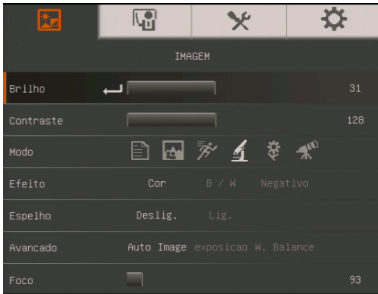 IMAGEM
Brilho 31
Contraste 128
Modo
Efeito Cor B / W Negativo
Espelho Deslig. Lig.
Avancado Auto Image exposicao W. Balance
Foco 93